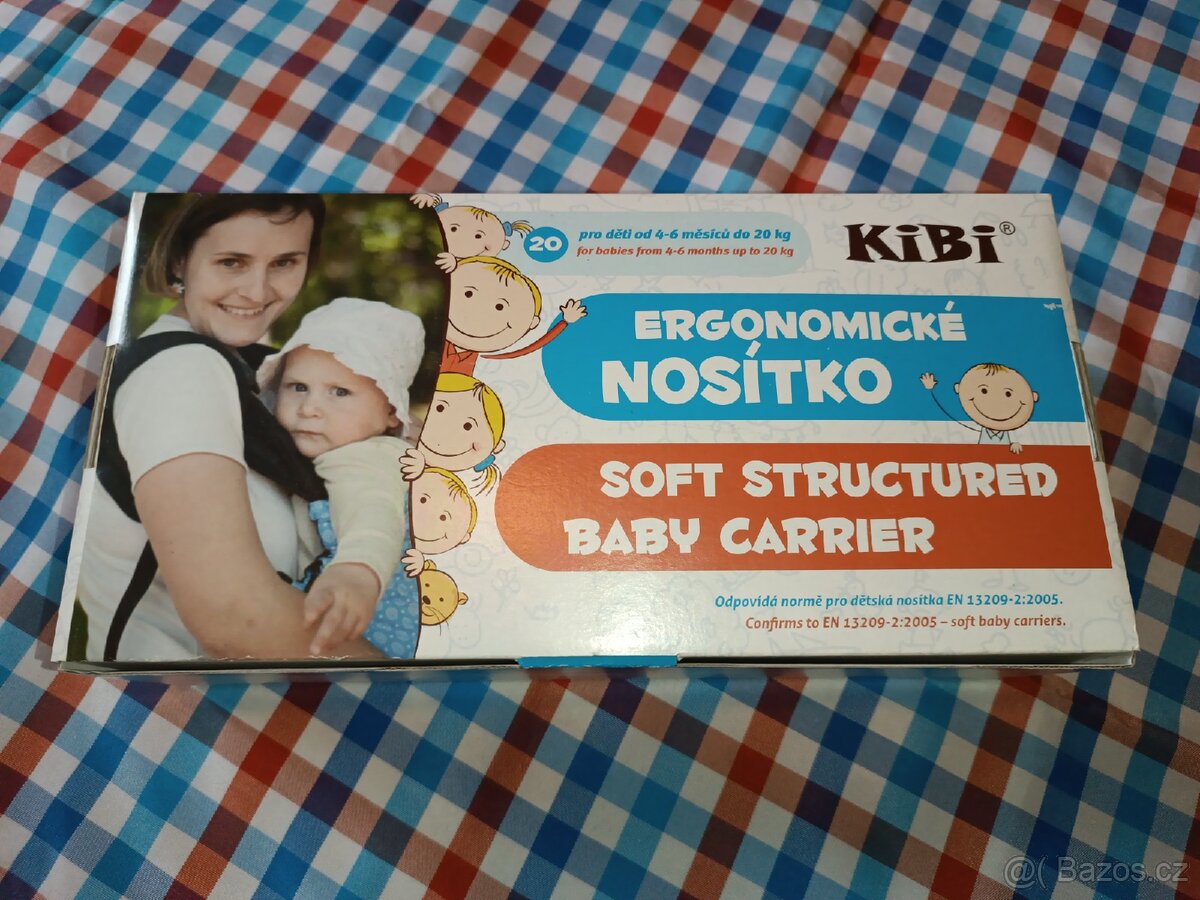 20
pro děti od 4-6 měsíců do 20 kg
for babies from 4-6 months up to 20 kg
KiBi®
ERGONOMICKÉ
NOSÍTKO
SOFT STRUCTURED
BABY CARRIER
Odpovídá normě pro dětská nosítka EN 13209-2:2005.
Confirms to EN 13209-2:2005 – soft baby carriers.
@( Bazos.cz